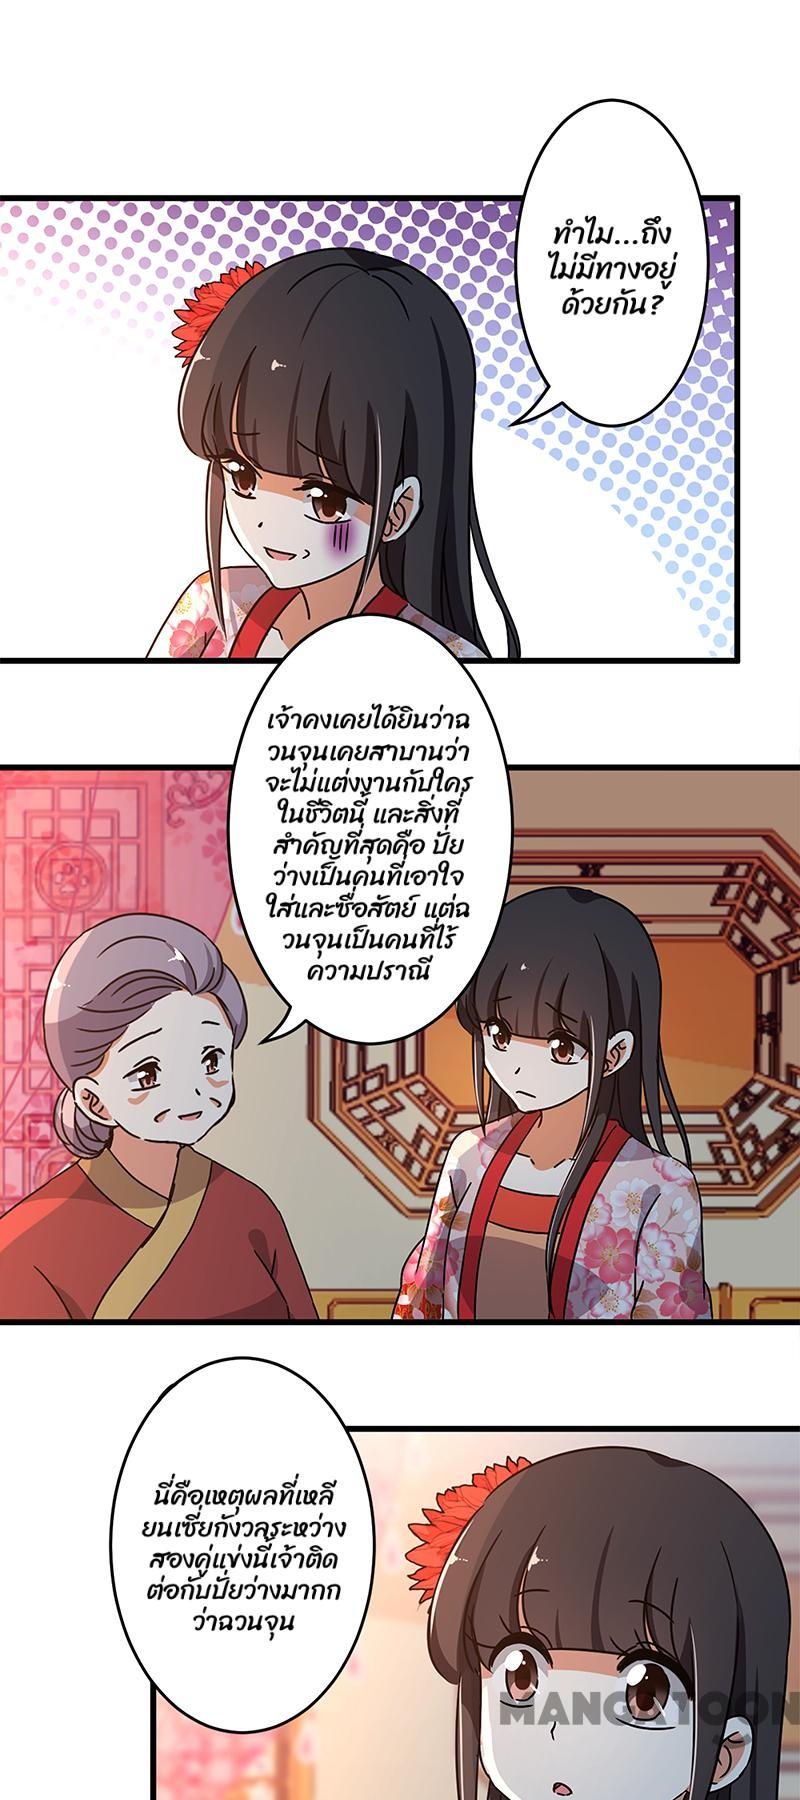 ทำไม...ถึง
ไม่มีทางอยู่
ด้วยกัน?
เจ้าคงเคยได้ยินว่าฉ
วนจุนเคยสาบานว่า
จะไม่แต่งงานกับใคร
ในชีวิตนี้ และสิ่งที่
สำคัญที่สุดคือ ปั่ย
ว่างเป็นคนที่เอาใจ
ใส่และซื่อสัตย์ แต่ฉ
วนจุนเป็นคนที่ไร้
ความปราณี
นี่คือเหตุผลที่เหลี
ยนเซี่ยกังวลระหว่าง
สองคู่แข่งนี้เจ้าติด
ต่อกับปั่ยว่างมากก
ว่าฉวนจุน
MANGATOON